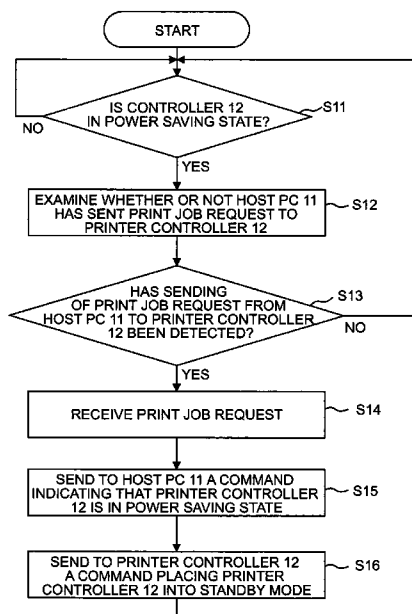 START
IS CONTROLLER 12
IN POWER SAVING STATE?
S11
NO
YES
EXAMINE WHETHER OR NOT HOST PC 11
HAS SENT PRINT JOB REQUEST TO
PRINTER CONTROLLER 12
S12
HAS SENDING
OF PRINT JOB REQUEST FROM
HOST PC 11 TO PRINTER CONTROLLER
12 BEEN DETECTED?
S13
NO
YES
RECEIVE PRINT JOB REQUEST
S14
SEND TO HOST PC 11 A COMMAND
INDICATING THAT PRINTER CONTROLLER
12 IS IN POWER SAVING STATE
S15
SEND TO PRINTER CONTROLLER 12
A COMMAND PLACING PRINTER
CONTROLLER 12 INTO STANDBY MODE
S16